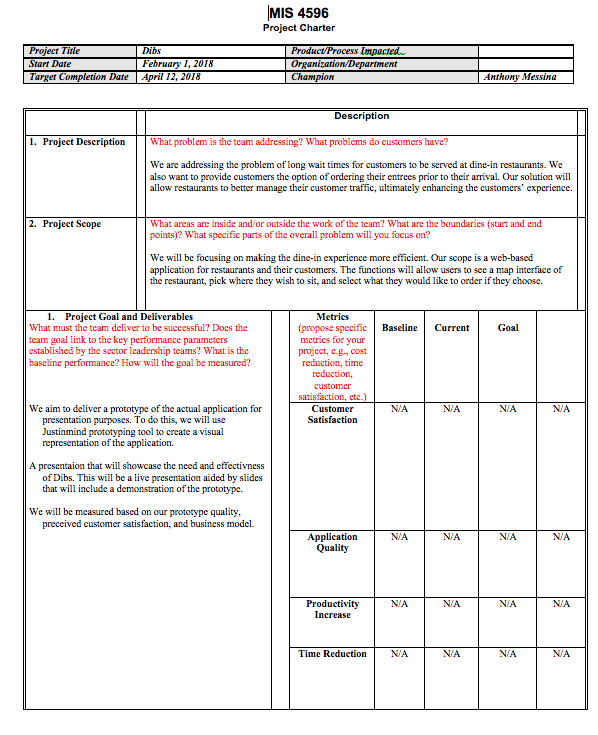 MIS 4596
Project Charter
Project Title Dibs Product/Process Impacted
Start Date February 1, 2018 Organization/Department
Target Completion Date April 12, 2018 Champion Anthony Messina
Description
1. Project Description What problem is the team addressing? What problems do customers have?
We are addressing the problem of long wait times for customers to be served at dine-in restaurants. We
also want to provide customers the option of ordering their entrees prior to their arrival. Our solution will
allow restaurants to better manage their customer traffic, ultimately enhancing the customers' experience.
2. Project Scope What areas are inside and/or outside the work of the team? What are the boundaries (start and end
points)? What specific parts of the overall problem will you focus on?
We will be focusing on making the dine-in experience more efficient. Our scope is a web-based
application for restaurants and their customers. The functions will allow users to see a map interface of
the restaurant, pick where they wish to sit, and select what they would like to order if they choose.
1. Project Goal and Deliverables
What must the team deliver to be successful? Does the
team goal link to the key performance parameters
established by the sector leadership teams? What is the
baseline performance? How will the goal be measured?
We aim to deliver a prototype of the actual application for
presentation purposes. To do this, we will use
Justinmind prototyping tool to create a visual
representation of the application.
A presentaion that will showcase the need and effectivness
of Dibs. This will be a live presentation aided by slides
that will include a demonstration of the prototype.
We will be measured based on our prototype quality,
preceived customer satisfaction, and business model.
Metrics
(propose specific
metrics for your
project, e.g., cost
reduction, time
reduction,
customer
satisfaction, etc.)
Baseline Current Goal
Customer
Satisfaction
N/A N/A N/A N/A
Application
Quality
N/A N/A N/A N/A
Productivity
Increase
N/A N/A N/A N/A
Time Reduction N/A N/A N/A N/A